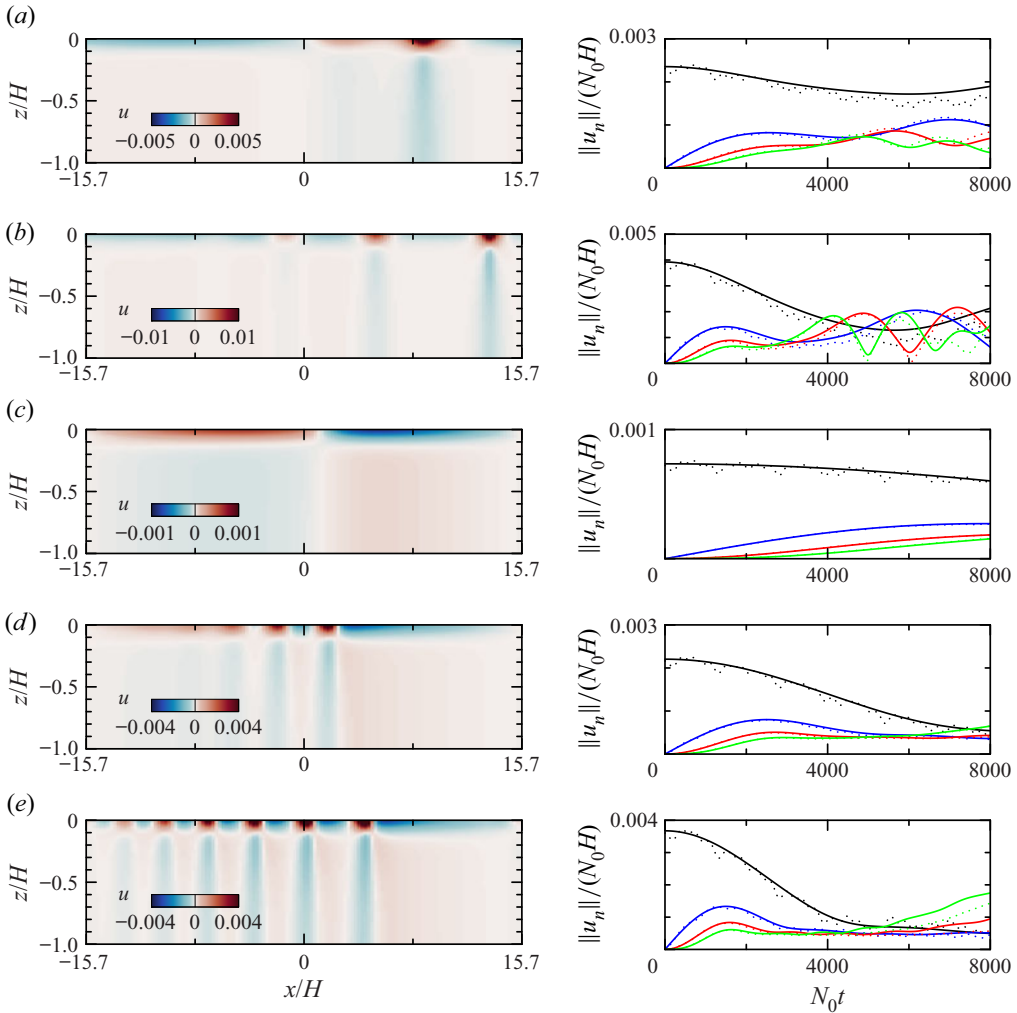 (a)
0
−0.5
−1.0
z/H
u
−0.005 0 0.005
−15.7 0 15.7
0.003
||u_n||/(N_0H)
0 4000 8000
(b)
0
−0.5
−1.0
z/H
u
−0.01 0 0.01
−15.7 0 15.7
0.005
||u_n||/(N_0H)
0 4000 8000
(c)
0
−0.5
−1.0
z/H
u
−0.001 0 0.001
−15.7 0 15.7
0.001
||u_n||/(N_0H)
0 4000 8000
(d)
0
−0.5
−1.0
z/H
u
−0.004 0 0.004
−15.7 0 15.7
0.003
||u_n||/(N_0H)
0 4000 8000
(e)
0
−0.5
−1.0
z/H
u
−0.004 0 0.004
−15.7 0 15.7
x/H
0.004
||u_n||/(N_0H)
0 4000 8000
N_0t